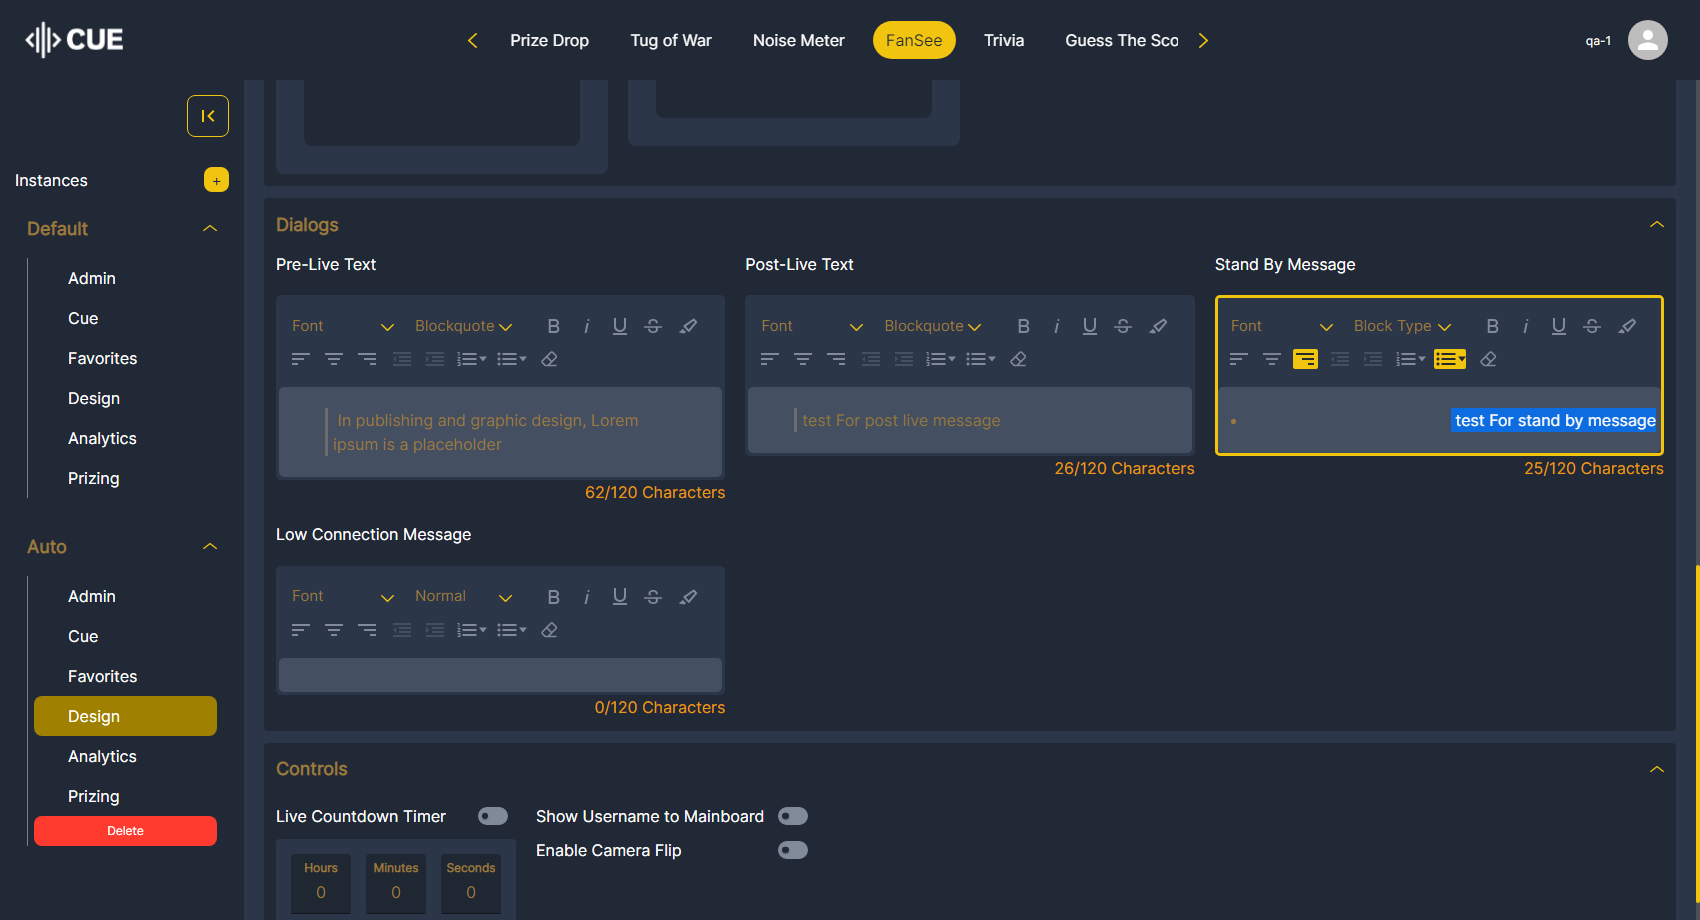 CUE
Prize Drop
Tug of War
Noise Meter
FanSee
Trivia
Guess The Sco
qa-1
Instances
+
Default
Admin
Cue
Favorites
Design
Analytics
Prizing
Auto
Admin
Cue
Favorites
Design
Analytics
Prizing
Delete
Dialogs
Pre-Live Text
Font
Blockquote
B i U S
In publishing and graphic design, Lorem
ipsum is a placeholder
62/120 Characters
Post-Live Text
Font
Blockquote
B i U S
test For post live message
26/120 Characters
Stand By Message
Font
Block Type
B i U S
• test For stand by message
25/120 Characters
Low Connection Message
Font
Normal
B i U S
0/120 Characters
Controls
Live Countdown Timer
Hours
0
Minutes
0
Seconds
0
Show Username to Mainboard
Enable Camera Flip